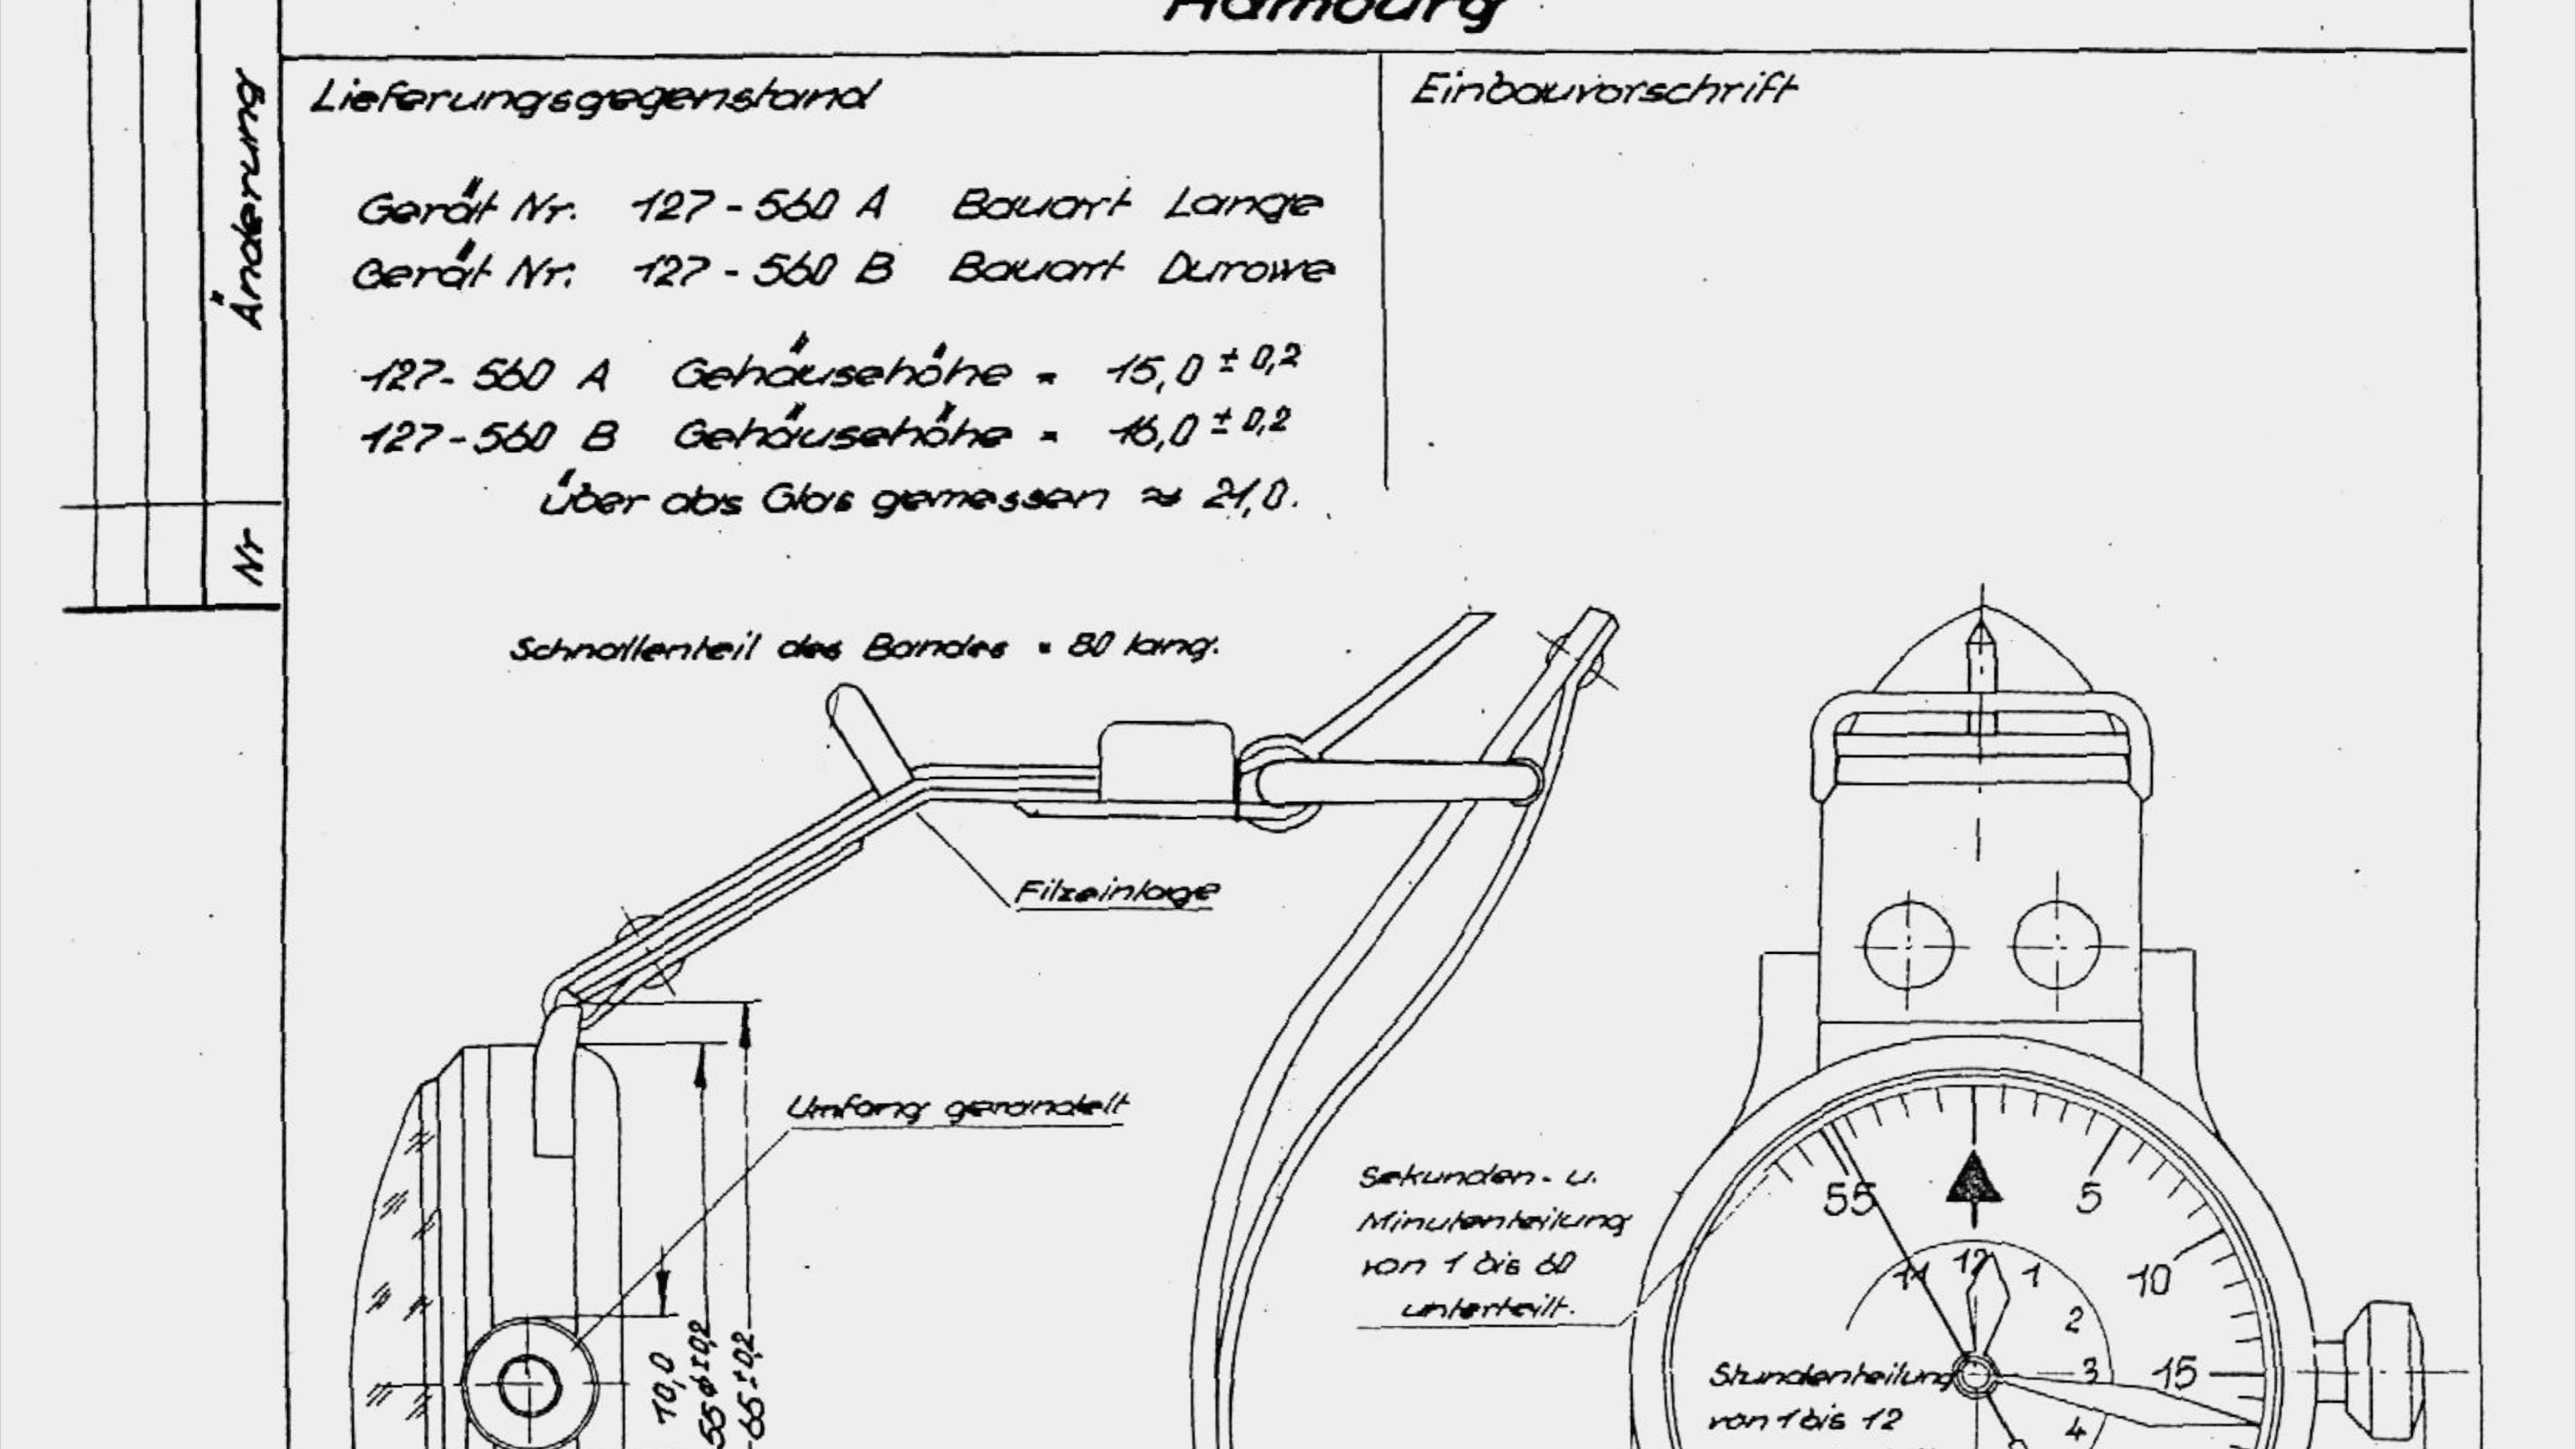 Hamburg
Änderung
Nr
Lieferungsgegenstand
Einbauvorschrift
Gerät Nr. 127-560 A Bauart Lange
Gerät Nr. 127-560 B Bauart Durowe
127-560 A Gehäusehöhe = 15,0 ± 0,2
127-560 B Gehäusehöhe = 16,0 ± 0,2
über abs Glas gemessen ≈ 21,0.
Schnallenteil des Bandes = 80 lang.
Filzeinlage
Umfang gerandelt
10,0
55 ø ± 0,2
65 ± 0,2
Sekunden- u.
Minutenteilung
von 1 bis 60
unterteilt.
55
5
10
15
11
12
1
2
3
4
Stundenteilung
von 1 bis 12